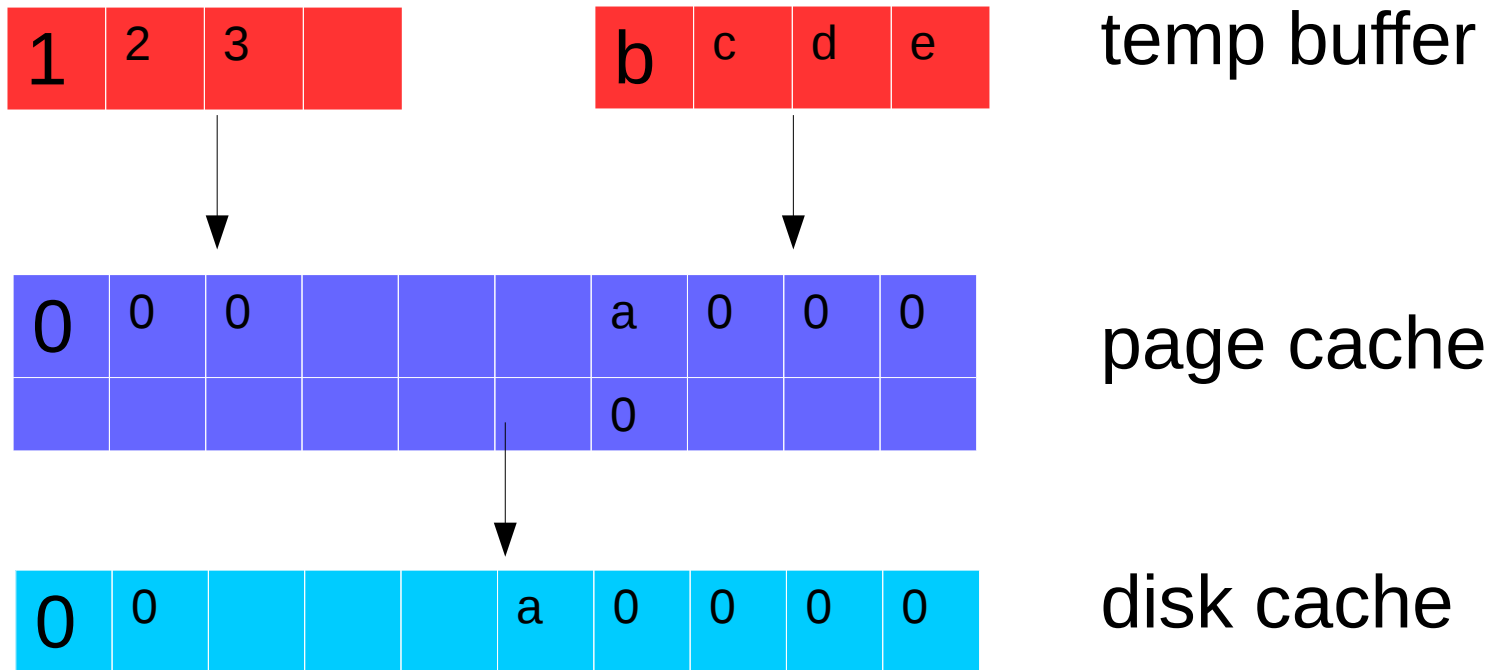 1 2 3 b c d e temp buffer
0 0 0 a 0 0 0 page cache
0
0 0 a 0 0 0 0 disk cache